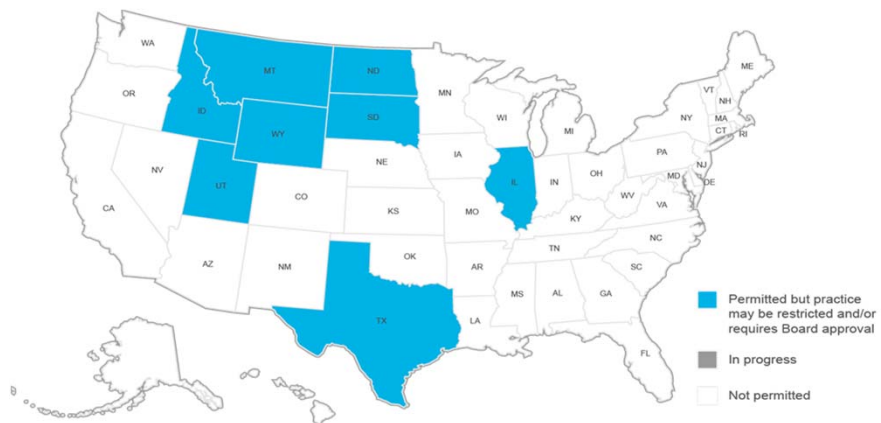 WA
ME
MT
ND
VT
MN
NH
OR
ID
WI
NY
MA
SD
MI
CT
RI
WY
IA
PA
NE
NJ
OH
MD
DE
NV
IL
IN
UT
WV
CO
VA
CA
KS
MO
KY
NC
TN
AZ
OK
NM
AR
SC
MS
AL
GA
TX
LA
FL
Permitted but practice
may be restricted and/or
requires Board approval
In progress
Not permitted